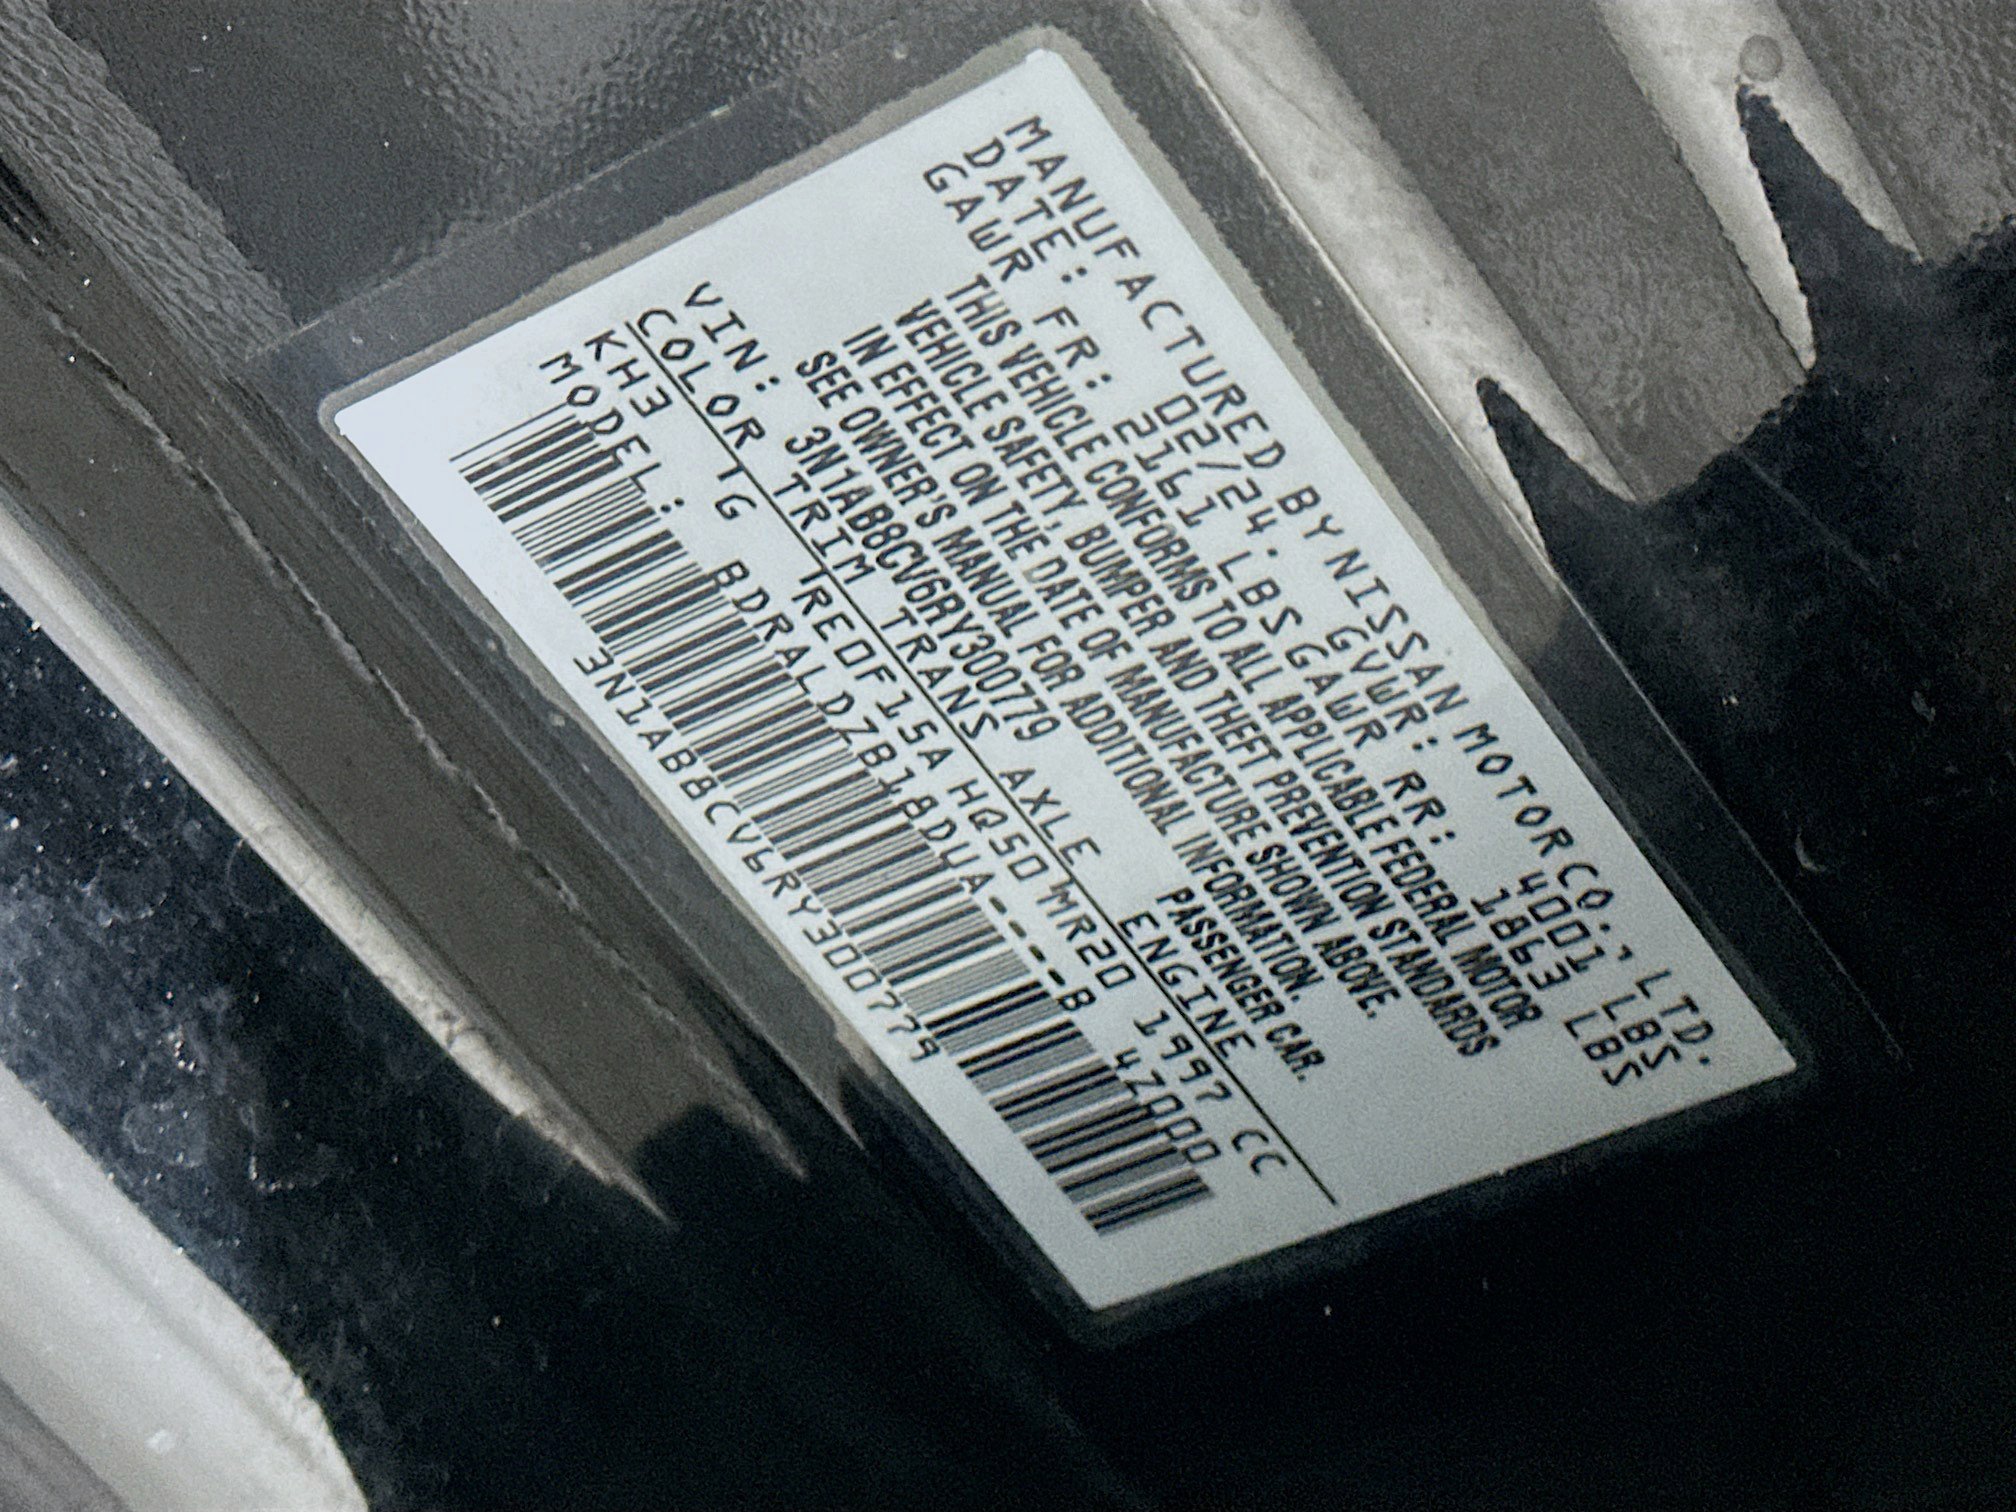 MANUFACTURED BY NISSAN MOTOR CO., LTD.
DATE: 02/24. GVWR: 4001 LBS
GAWR FR: 2161 LBS GAWR RR: 1863 LBS
THIS VEHICLE CONFORMS TO ALL APPLICABLE FEDERAL MOTOR
VEHICLE SAFETY, BUMPER AND THEFT PREVENTION STANDARDS
IN EFFECT ON THE DATE OF MANUFACTURE SHOWN ABOVE.
SEE OWNER'S MANUAL FOR ADDITIONAL INFORMATION.
VIN: 3N1AB8CV6RY300779 PASSENGER CAR.
COLOR TRIM TRANS AXLE ENGINE
KH3 'G 'RE0F15A HQ50 'MR20 1997 CC
MODEL: BDRALDZB18DUA----B 4Z000
3N1AB8CV6RY300779